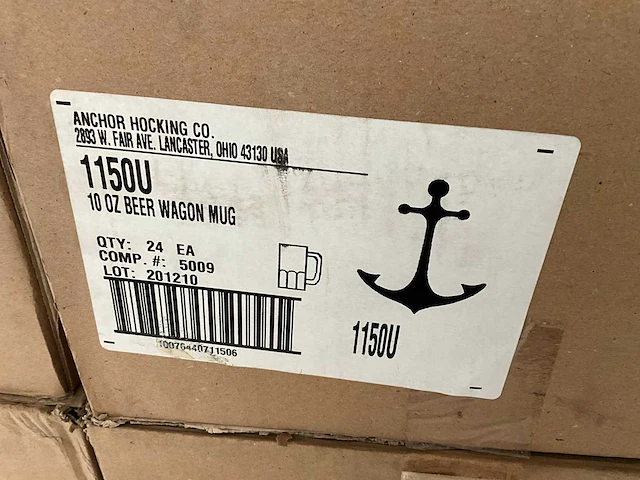 ANCHOR HOCKING CO.
2893 W. FAIR AVE. LANCASTER, OHIO 43130 USA
1150U
10 OZ BEER WAGON MUG
QTY: 24 EA
COMP. #: 5009
LOT: 201210
10076440711506
1150U